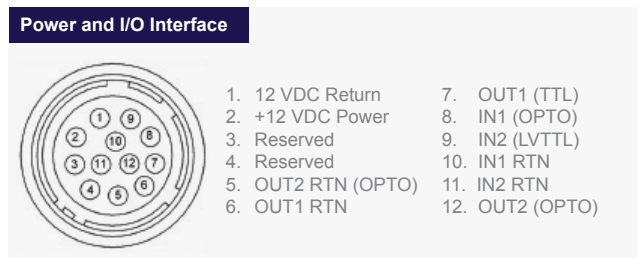 Power and I/O Interface
1 9
2 10 8
3 11 12 7
4 5 6
1. 12 VDC Return
2. +12 VDC Power
3. Reserved
4. Reserved
5. OUT2 RTN (OPTO)
6. OUT1 RTN
7. OUT1 (TTL)
8. IN1 (OPTO)
9. IN2 (LVTTL)
10. IN1 RTN
11. IN2 RTN
12. OUT2 (OPTO)